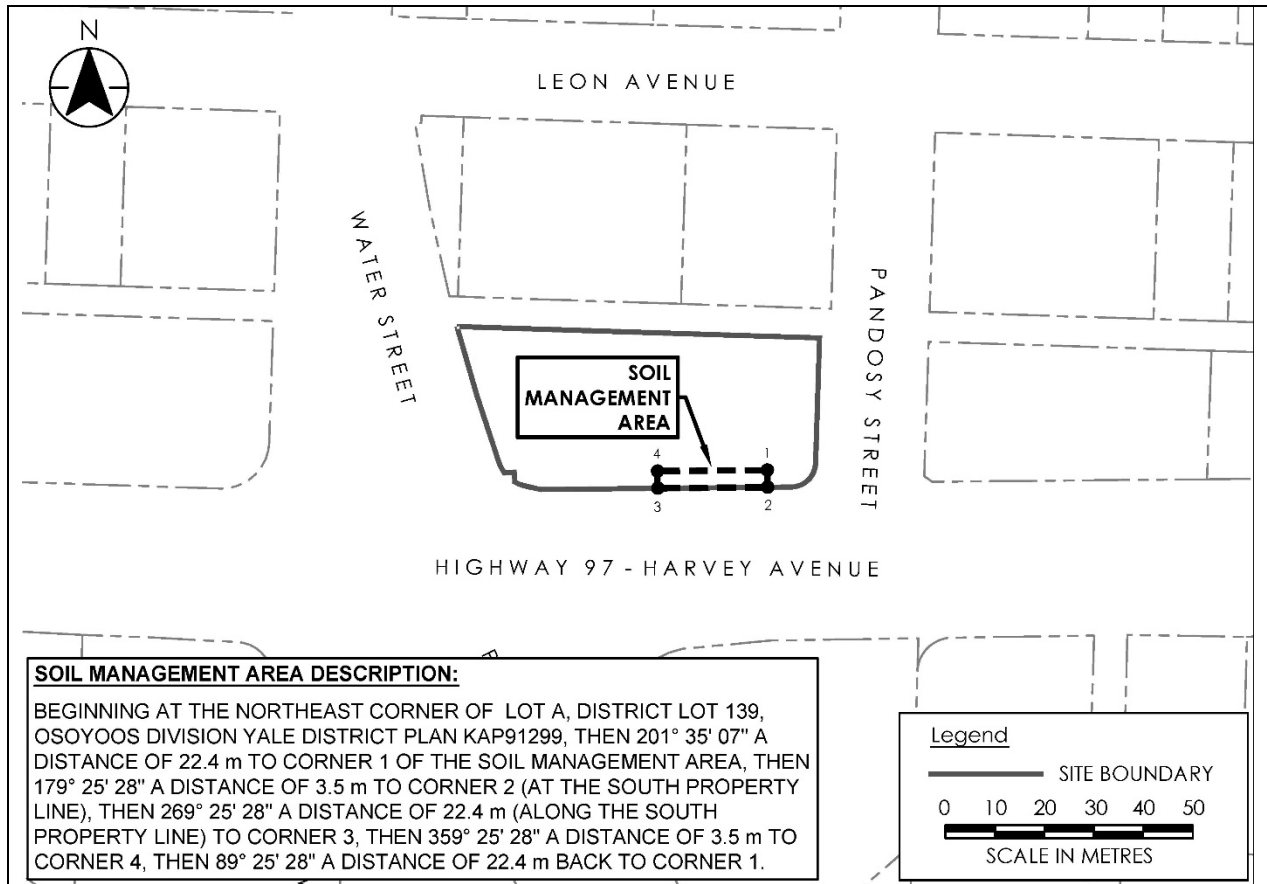 N
LEON AVENUE
WATER STREET
PANDOSY STREET
SOIL
MANAGEMENT
AREA
4
1
3
2
HIGHWAY 97 - HARVEY AVENUE
SOIL MANAGEMENT AREA DESCRIPTION:
BEGINNING AT THE NORTHEAST CORNER OF LOT A, DISTRICT LOT 139,
OSOYOOS DIVISION YALE DISTRICT PLAN KAP91299, THEN 201° 35' 07" A
DISTANCE OF 22.4 m TO CORNER 1 OF THE SOIL MANAGEMENT AREA, THEN
179° 25' 28" A DISTANCE OF 3.5 m TO CORNER 2 (AT THE SOUTH PROPERTY
LINE), THEN 269° 25' 28" A DISTANCE OF 22.4 m (ALONG THE SOUTH
PROPERTY LINE) TO CORNER 3, THEN 359° 25' 28" A DISTANCE OF 3.5 m TO
CORNER 4, THEN 89° 25' 28" A DISTANCE OF 22.4 m BACK TO CORNER 1.
Legend
SITE BOUNDARY
0 10 20 30 40 50
SCALE IN METRES